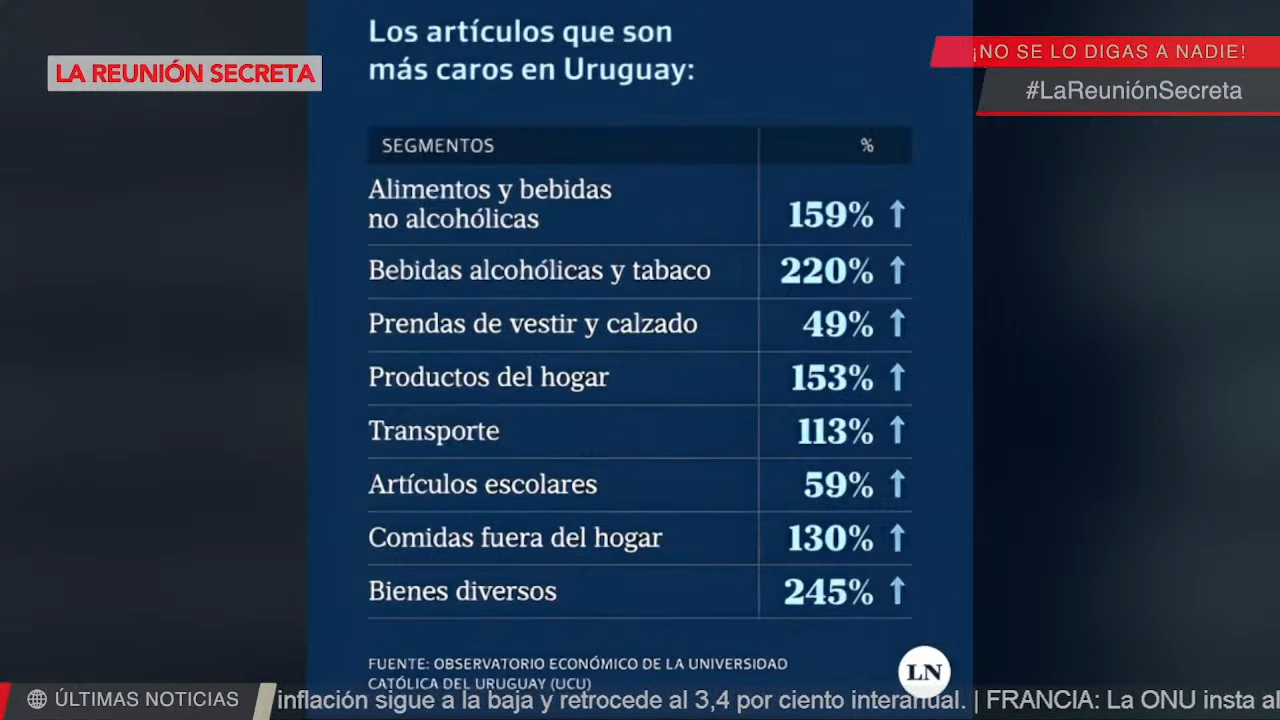 Los artículos que son
más caros en Uruguay:
LA REUNIÓN SECRETA
¡NO SE LO DIGAS A NADIE!
#LaReuniónSecreta
SEGMENTOS %
Alimentos y bebidas
no alcohólicas 159% ↑
Bebidas alcohólicas y tabaco 220% ↑
Prendas de vestir y calzado 49% ↑
Productos del hogar 153% ↑
Transporte 113% ↑
Artículos escolares 59% ↑
Comidas fuera del hogar 130% ↑
Bienes diversos 245% ↑
FUENTE: OBSERVATORIO ECONÓMICO DE LA UNIVERSIDAD
CATÓLICA DEL URUGUAY (UCU)
LN
ÚLTIMAS NOTICIAS inflación sigue a la baja y retrocede al 3,4 por ciento interanual. | FRANCIA: La ONU insta al